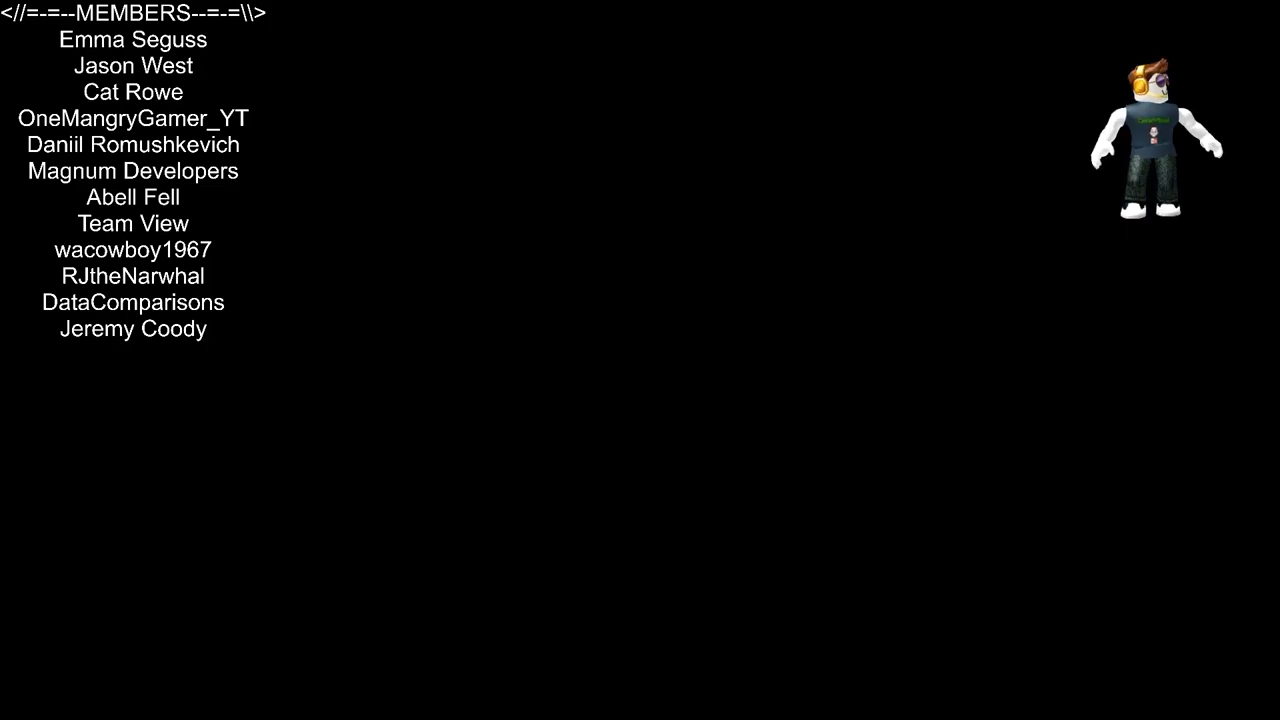 <//=-=--MEMBERS--=-=\\>
Emma Seguss
Jason West
Cat Rowe
OneMangryGamer_YT
Daniil Romushkevich
Magnum Developers
Abell Fell
Team View
wacowboy1967
RJtheNarwhal
DataComparisons
Jeremy Coody